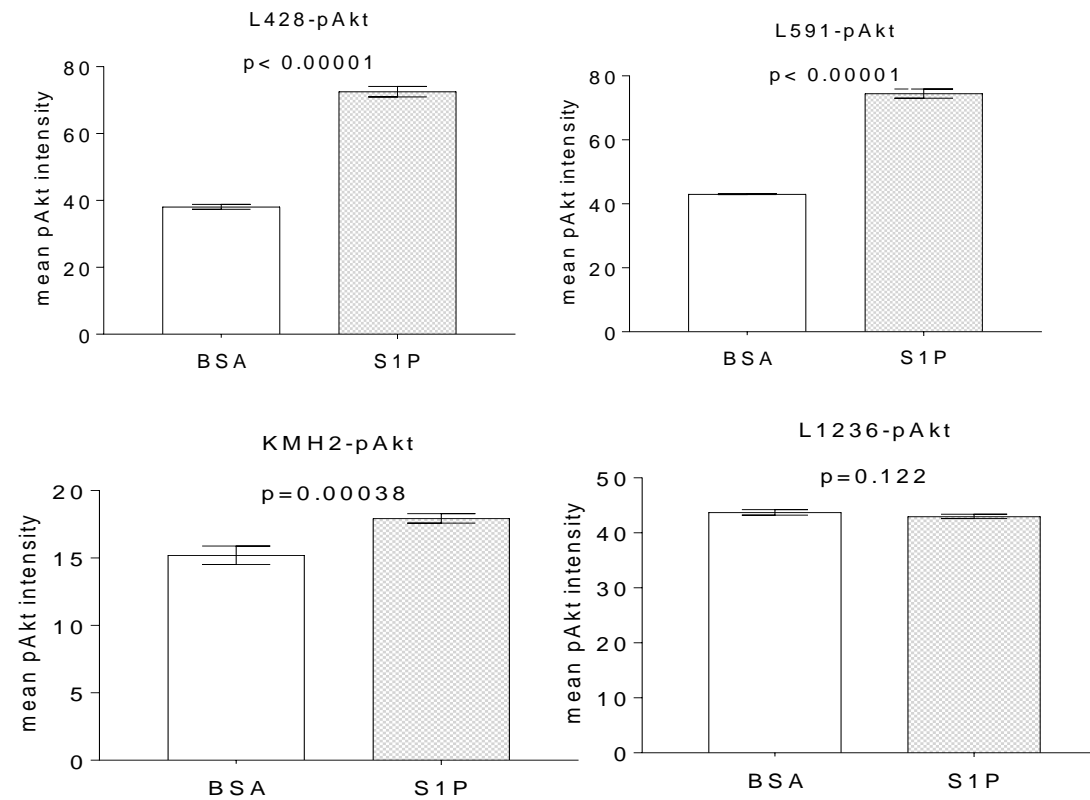 L428-pAkt
p< 0.00001
mean pAkt intensity
80
60
40
20
0
BSA S1P
L591-pAkt
p< 0.00001
mean pAkt intensity
80
60
40
20
0
BSA S1P
KMH2-pAkt
p=0.00038
mean pAkt intensity
20
15
10
5
0
BSA S1P
L1236-pAkt
p=0.122
mean pAkt intensity
50
40
30
20
10
0
BSA S1P